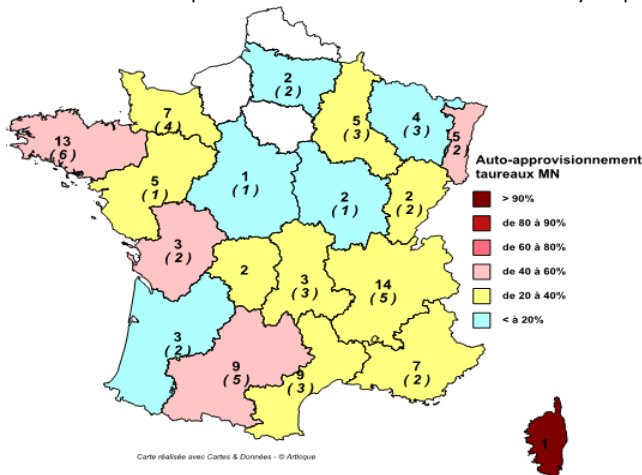 2
( 2 )
7
( 4 )
5
( 3 )
4
( 3 )
5
2
13
( 6 )
5
( 1 )
1
( 1 )
2
( 1 )
2
( 2 )
3
( 2 )
2
3
( 3 )
14
( 5 )
3
( 2 )
9
( 5 )
9
( 3 )
7
( 2 )
1
Auto-approvisionnement
taureaux MN
> 90%
de 80 à 90%
de 60 à 80%
de 40 à 60%
de 20 à 40%
< à 20%
Carte réalisée avec Cartes & Données - © Articque